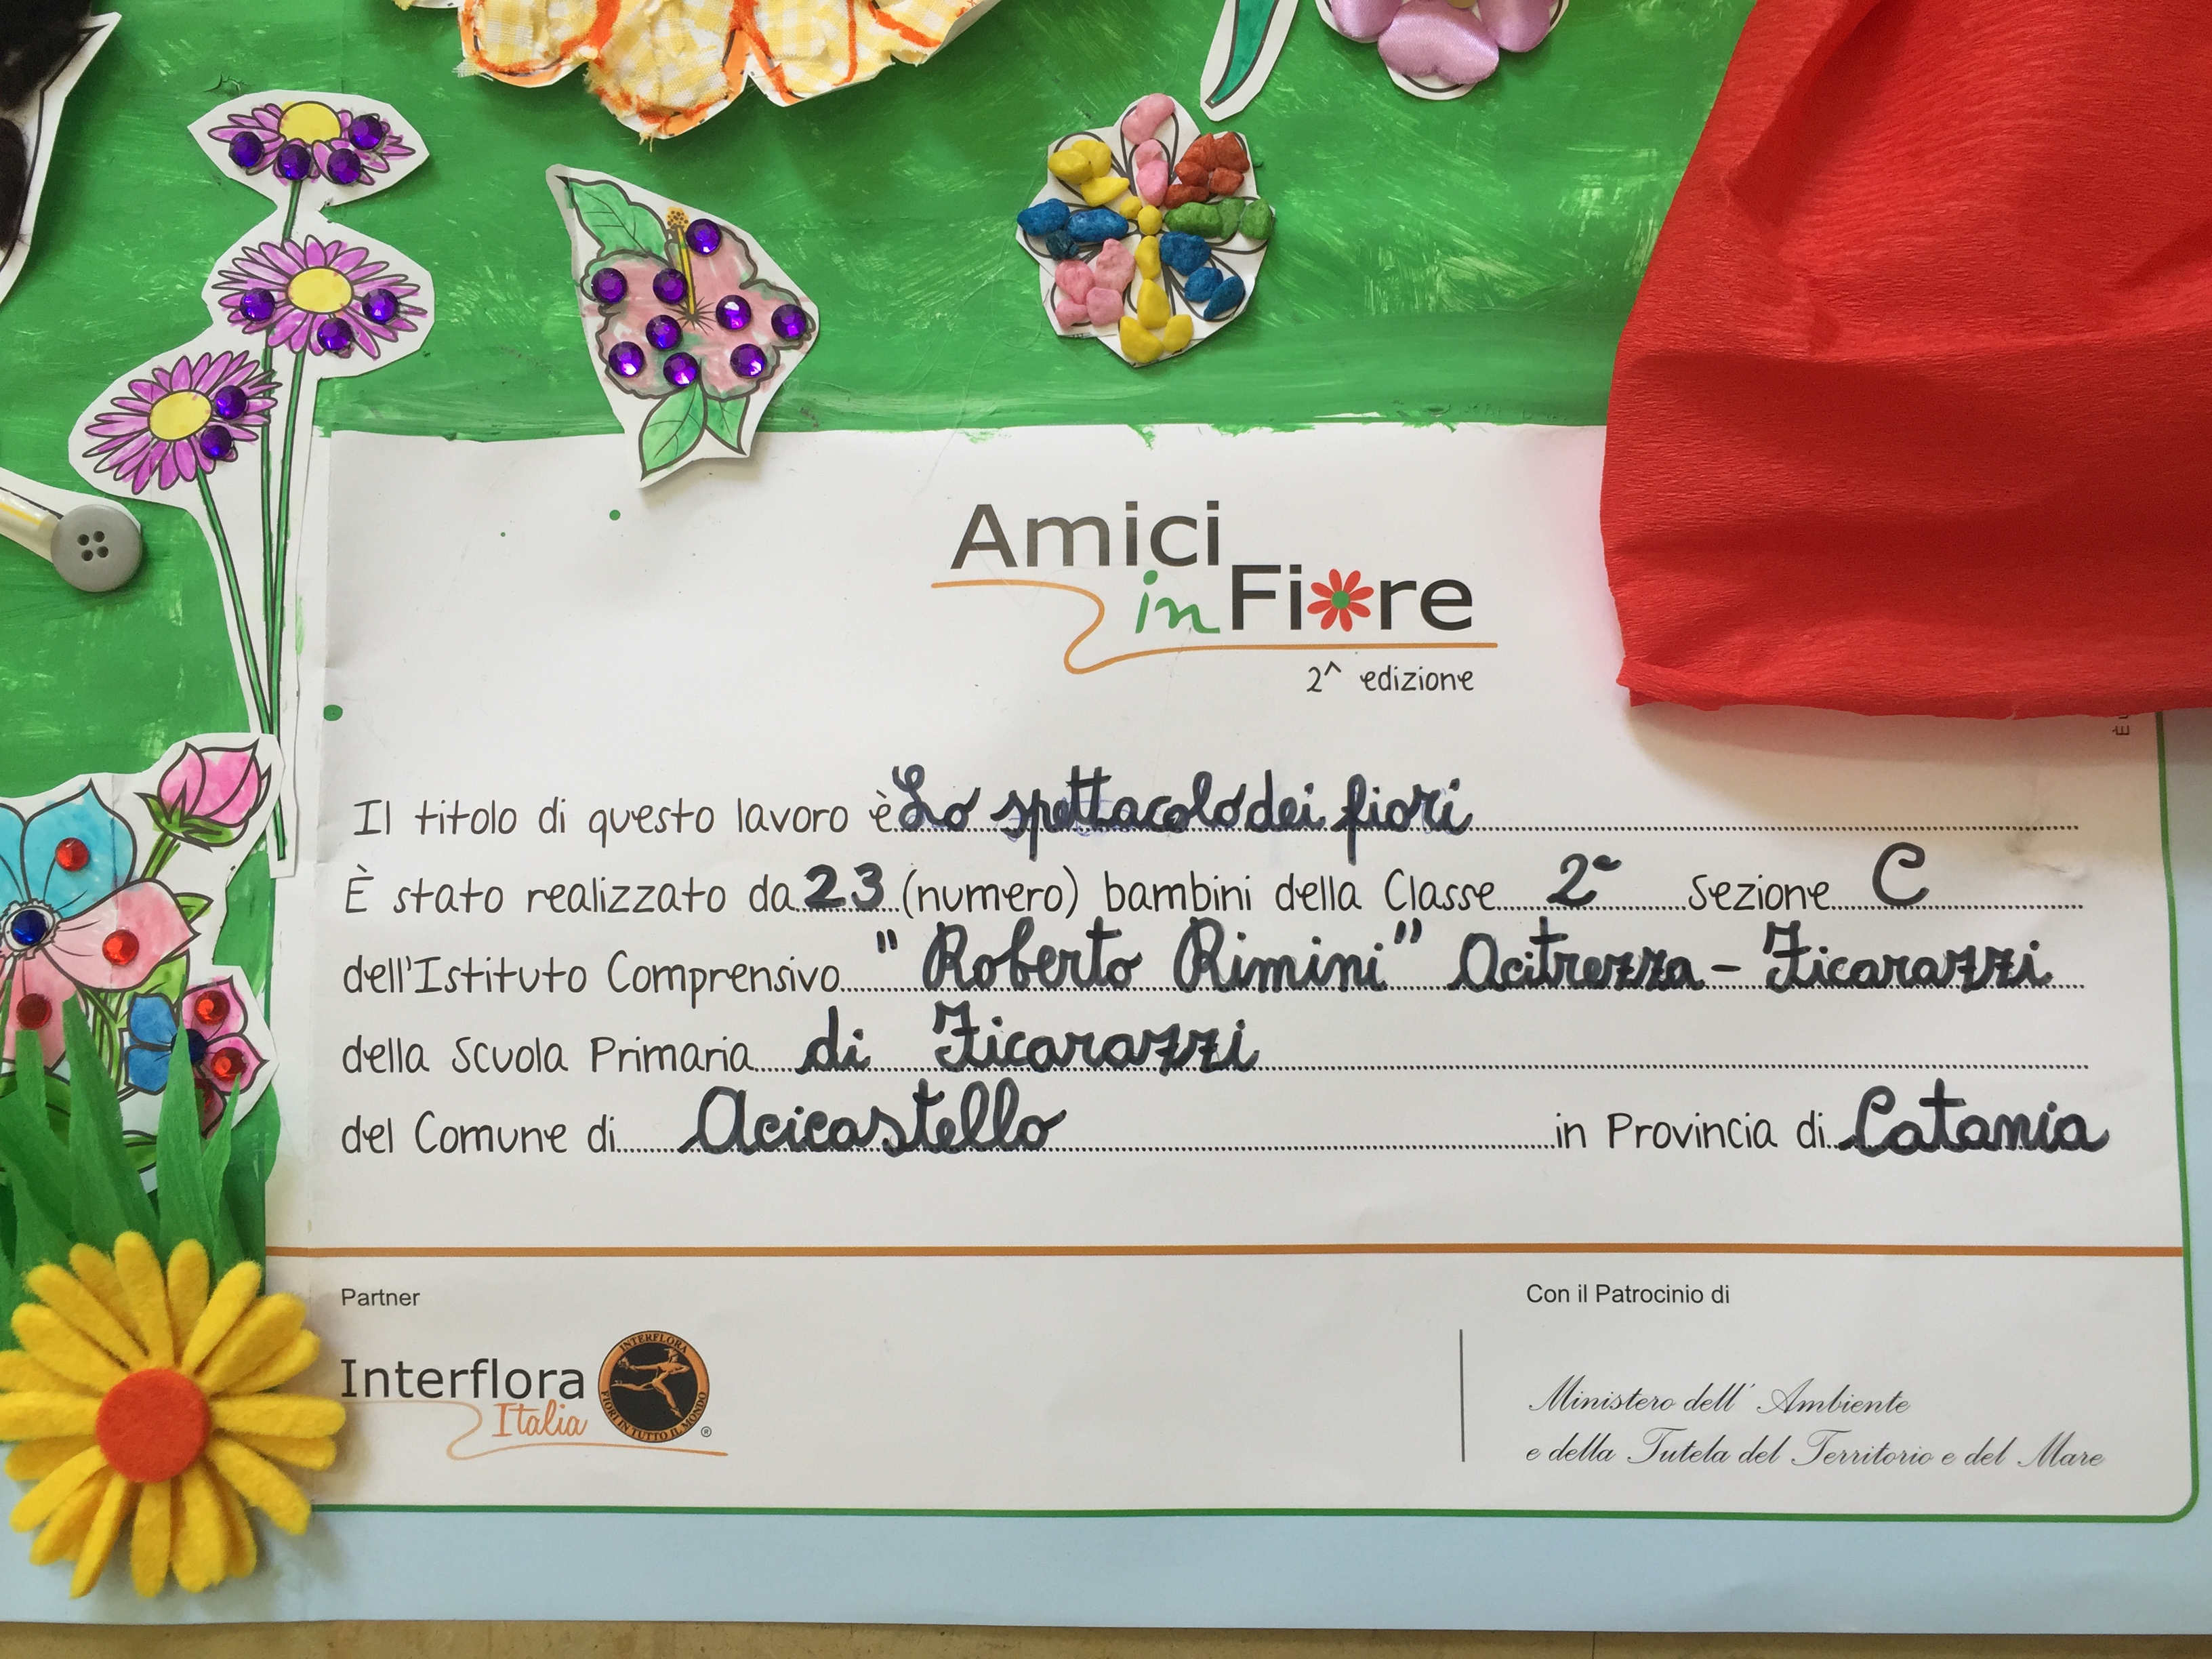 Amici
in Fiore
2^ edizione
Il titolo di questo lavoro è Lo spettacolo dei fiori
È stato realizzato da 23 (numero) bambini della Classe 2ª Sezione C
dell'Istituto Comprensivo "Roberto Rimini" Acitrezza - Ficarazzi
della Scuola Primaria di Ficarazzi
del Comune di Acicastello in Provincia di Catania
Partner
Con il Patrocinio di
Interflora
Italia
INTERFLORA
FIORI IN TUTTO IL MONDO
®
Ministero dell' Ambiente
e della Tutela del Territorio e del Mare